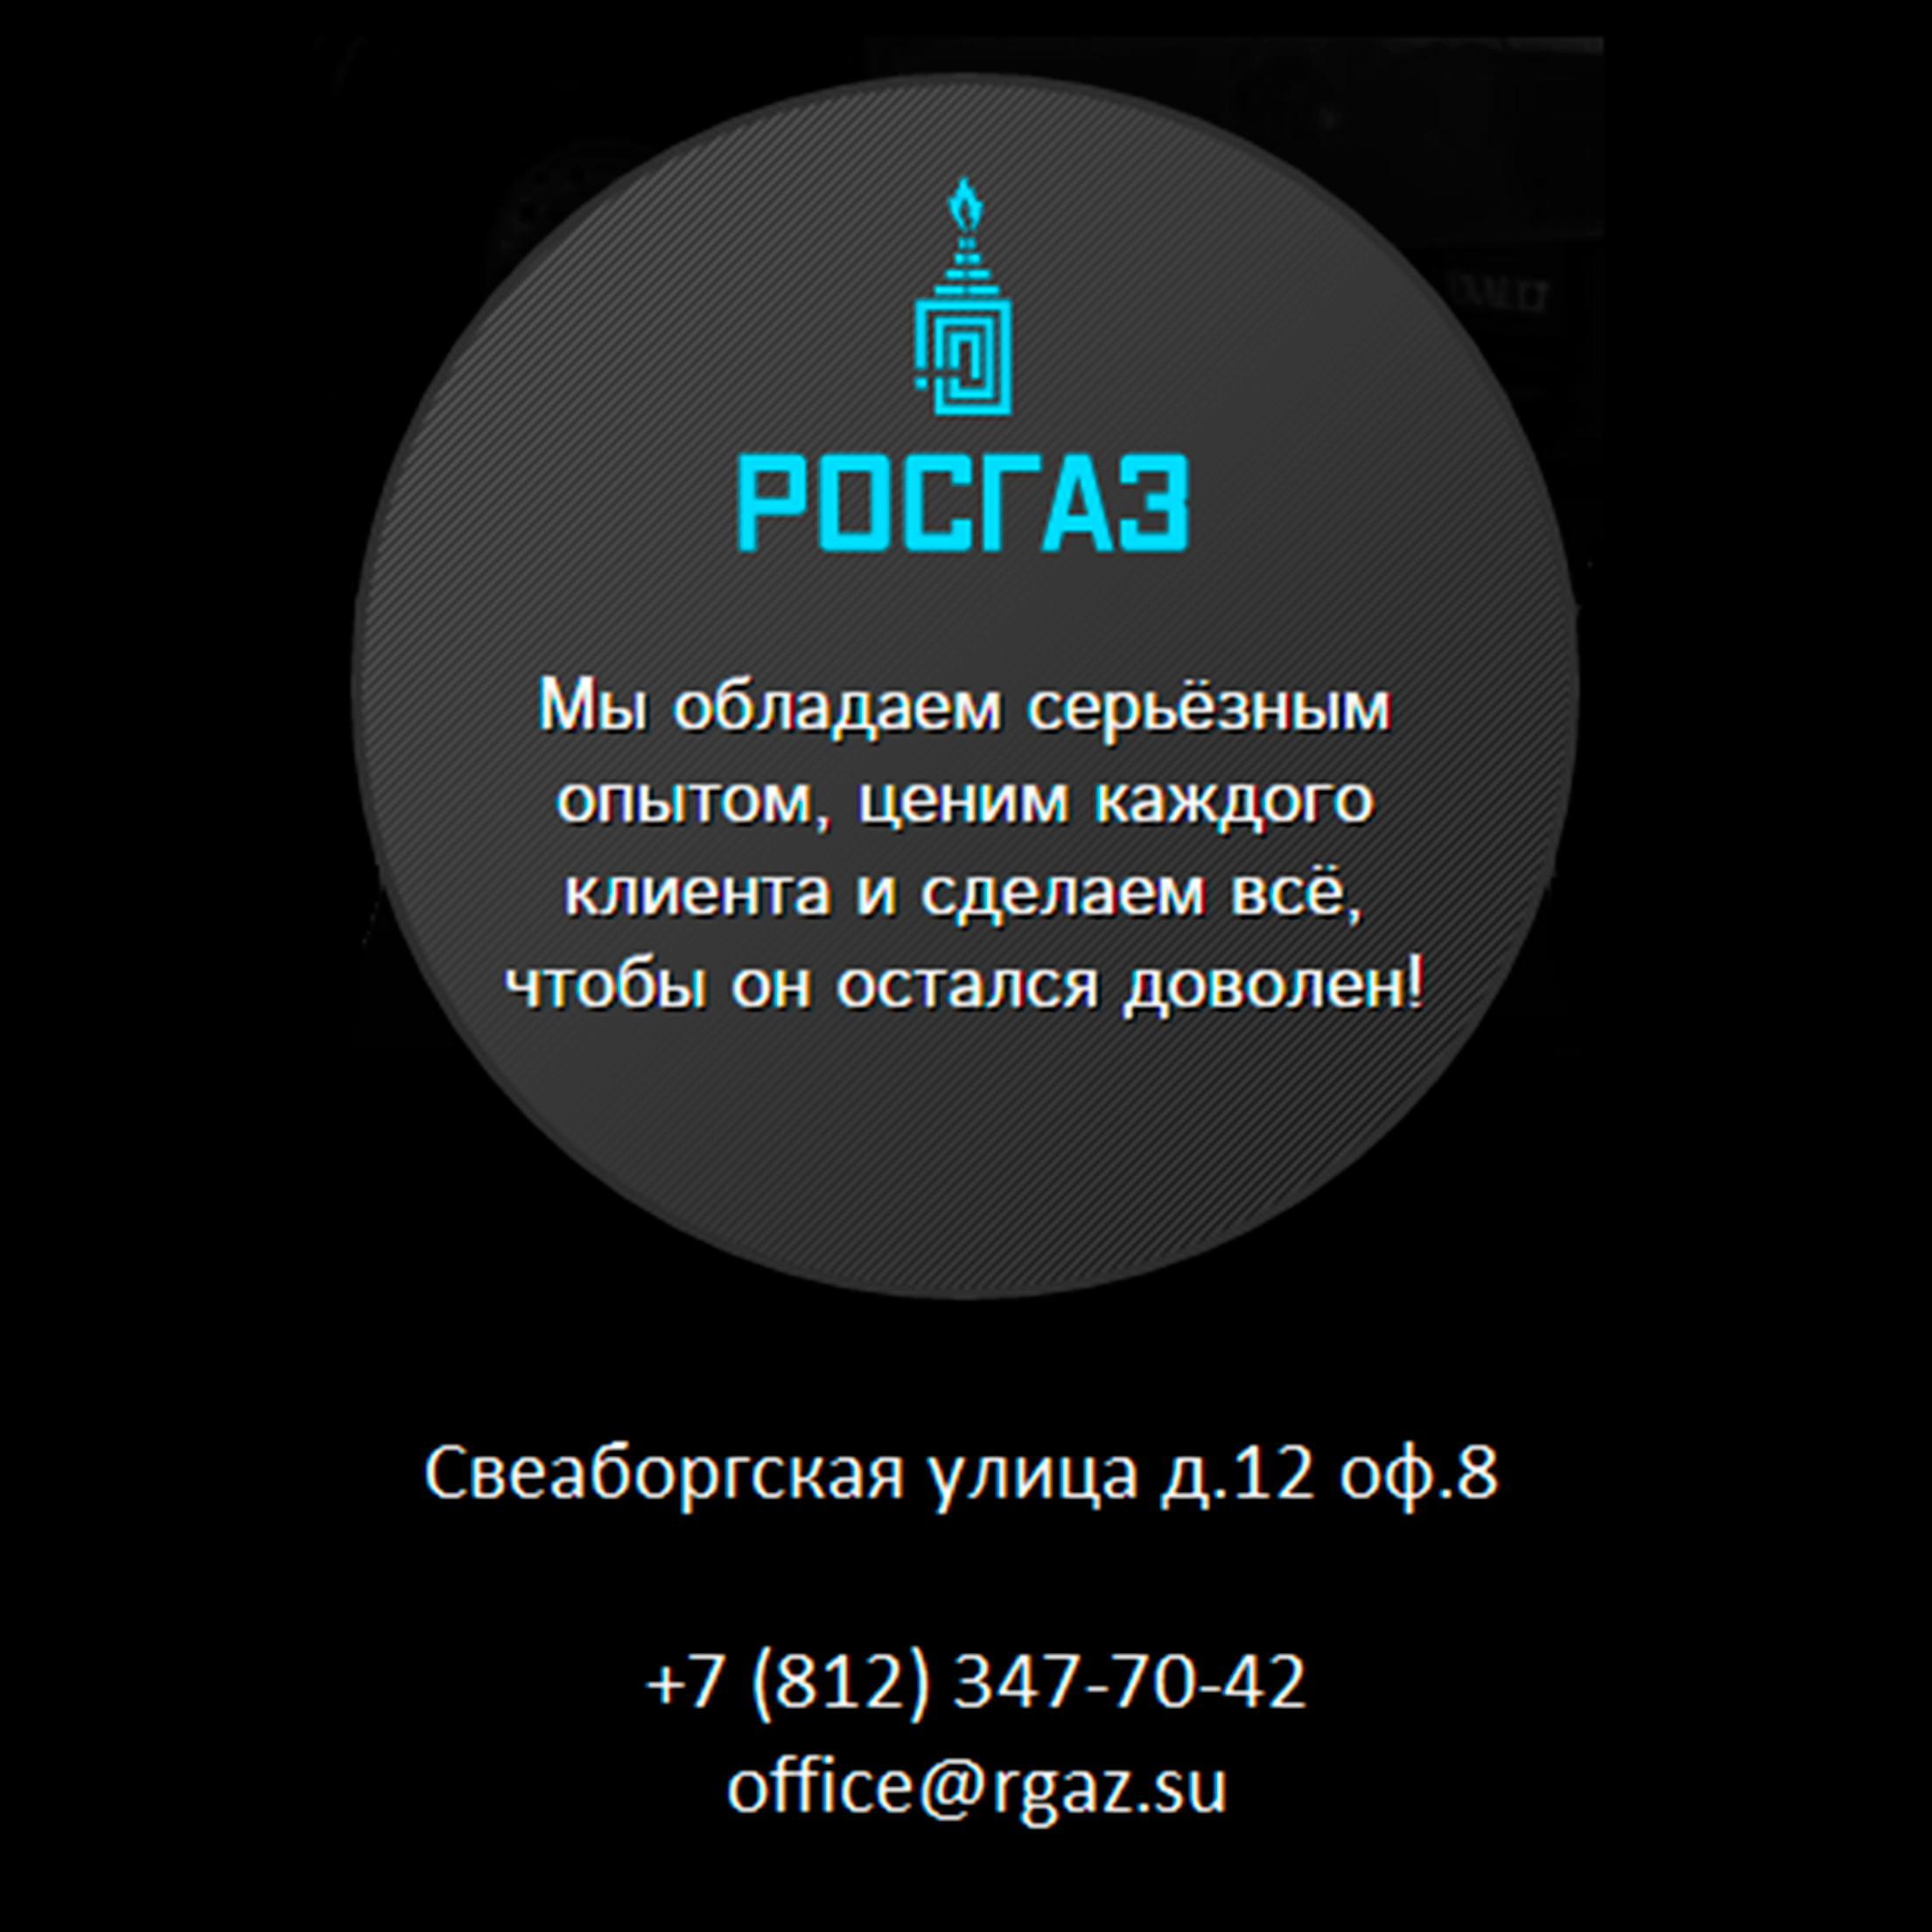 РОСГАЗ
Мы обладаем серьёзным
опытом, ценим каждого
клиента и сделаем всё,
чтобы он остался доволен!
Свеаборгская улица д.12 оф.8
+7 (812) 347-70-42
office@rgaz.su